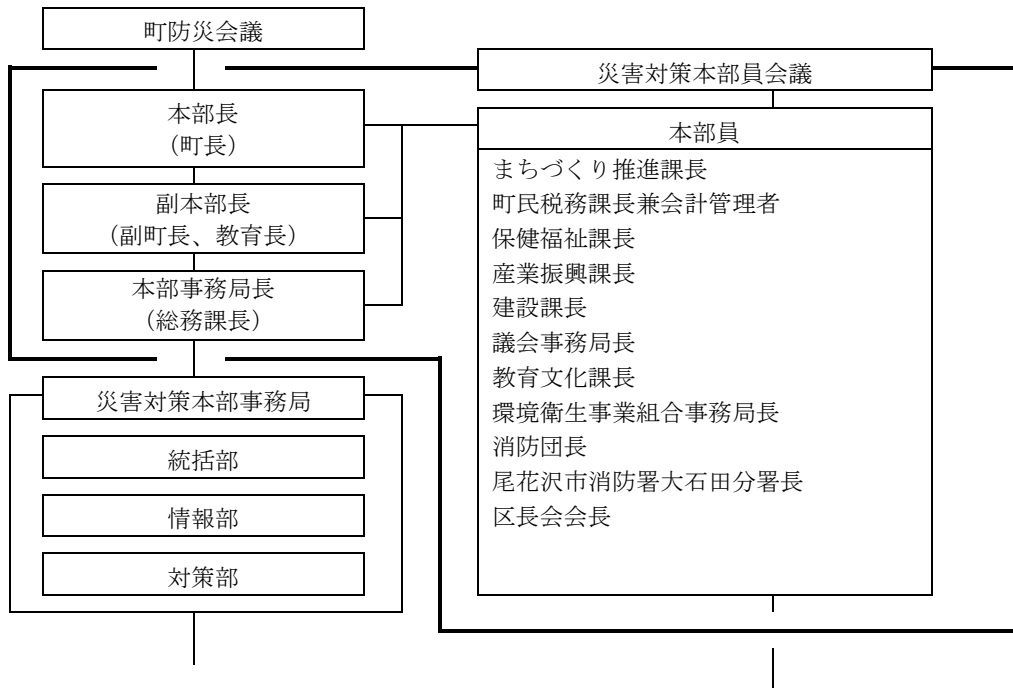 町防災会議
災害対策本部員会議
本部長
（町長）
副本部長
（副町長、教育長）
本部事務局長
（総務課長）
災害対策本部事務局
統括部
情報部
対策部
本部員
まちづくり推進課長
町民税務課長兼会計管理者
保健福祉課長
産業振興課長
建設課長
議会事務局長
教育文化課長
環境衛生事業組合事務局長
消防団長
尾花沢市消防署大石田分署長
区長会会長